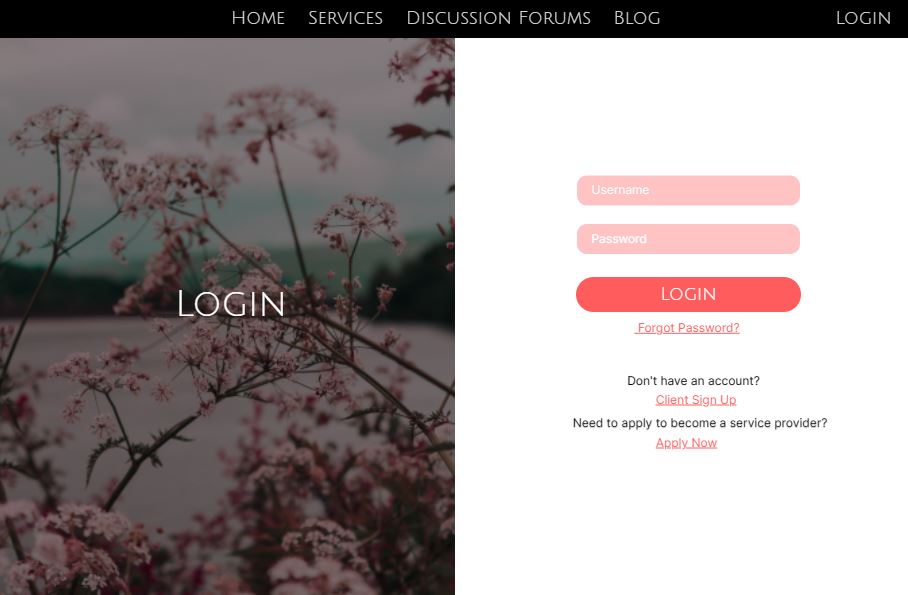 Home Services Discussion Forums Blog Login
Login
Username
Password
Login
Forgot Password?
Don't have an account?
Client Sign Up
Need to apply to become a service provider?
Apply Now